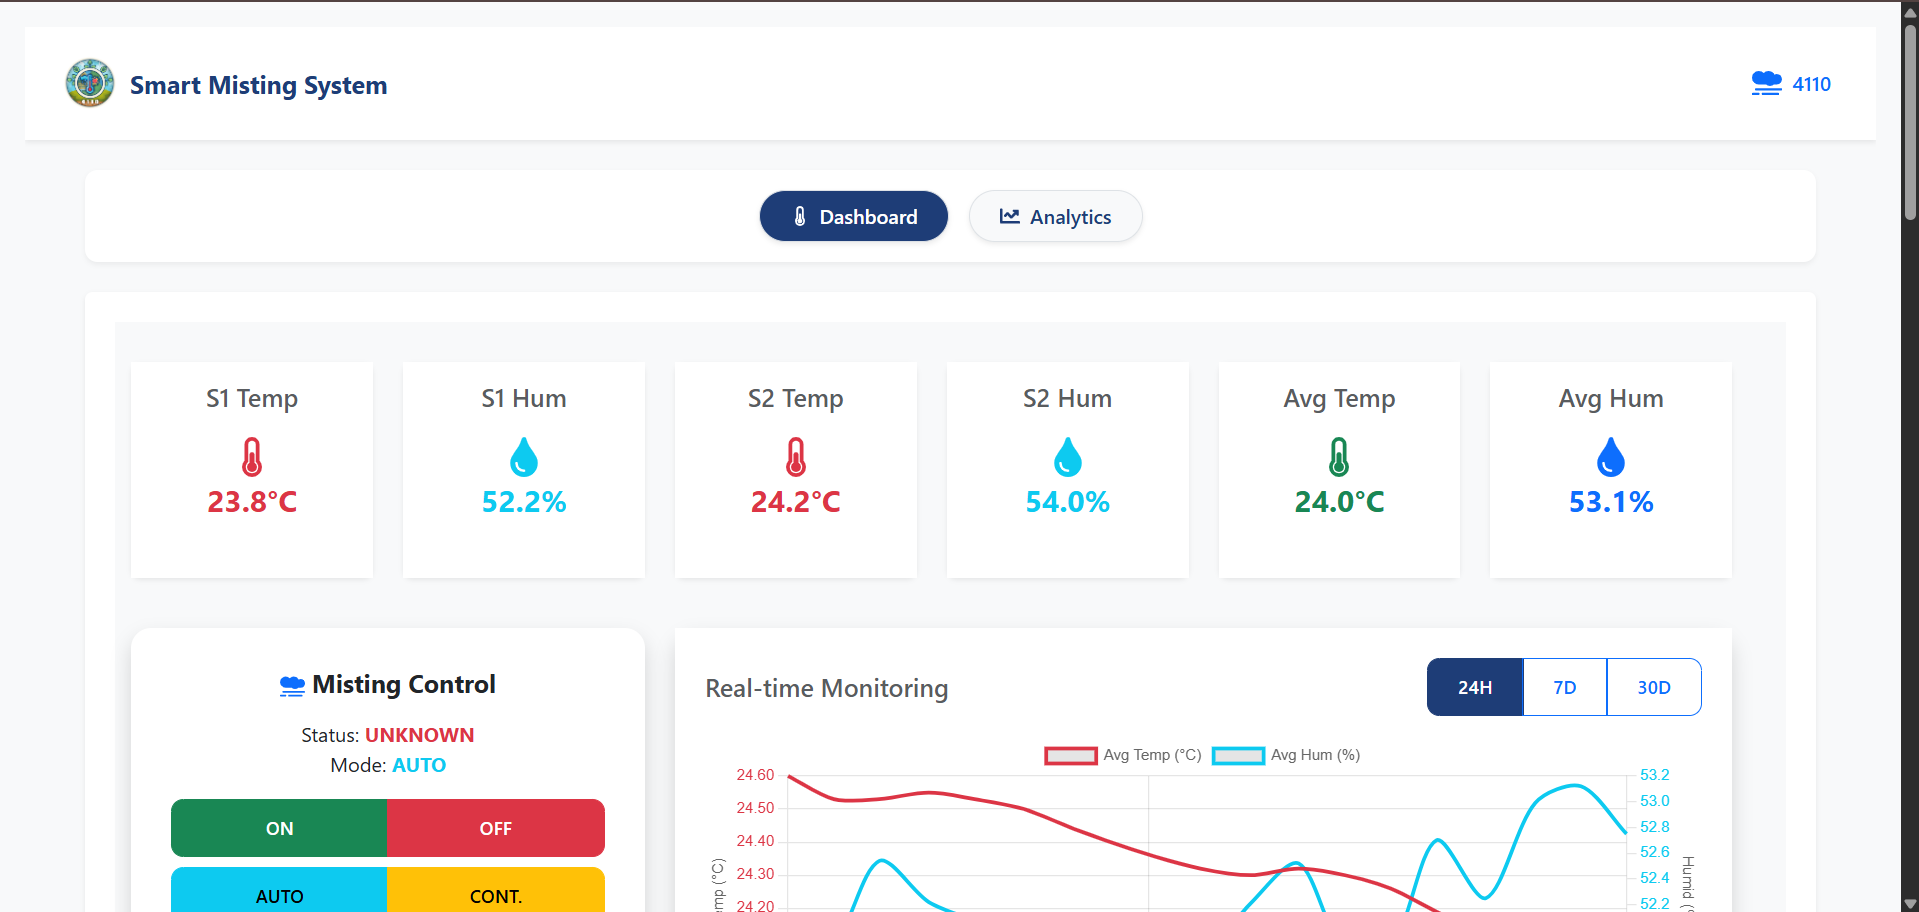 Smart Misting System
4110
Dashboard
Analytics
S1 Temp
23.8°C
S1 Hum
52.2%
S2 Temp
24.2°C
S2 Hum
54.0%
Avg Temp
24.0°C
Avg Hum
53.1%
Misting Control
Status: UNKNOWN
Mode: AUTO
ON
OFF
AUTO
CONT.
Real-time Monitoring
24H
7D
30D
Avg Temp (°C)
Avg Hum (%)
24.60
24.50
24.40
24.30
24.20
53.2
53.0
52.8
52.6
52.4
52.2